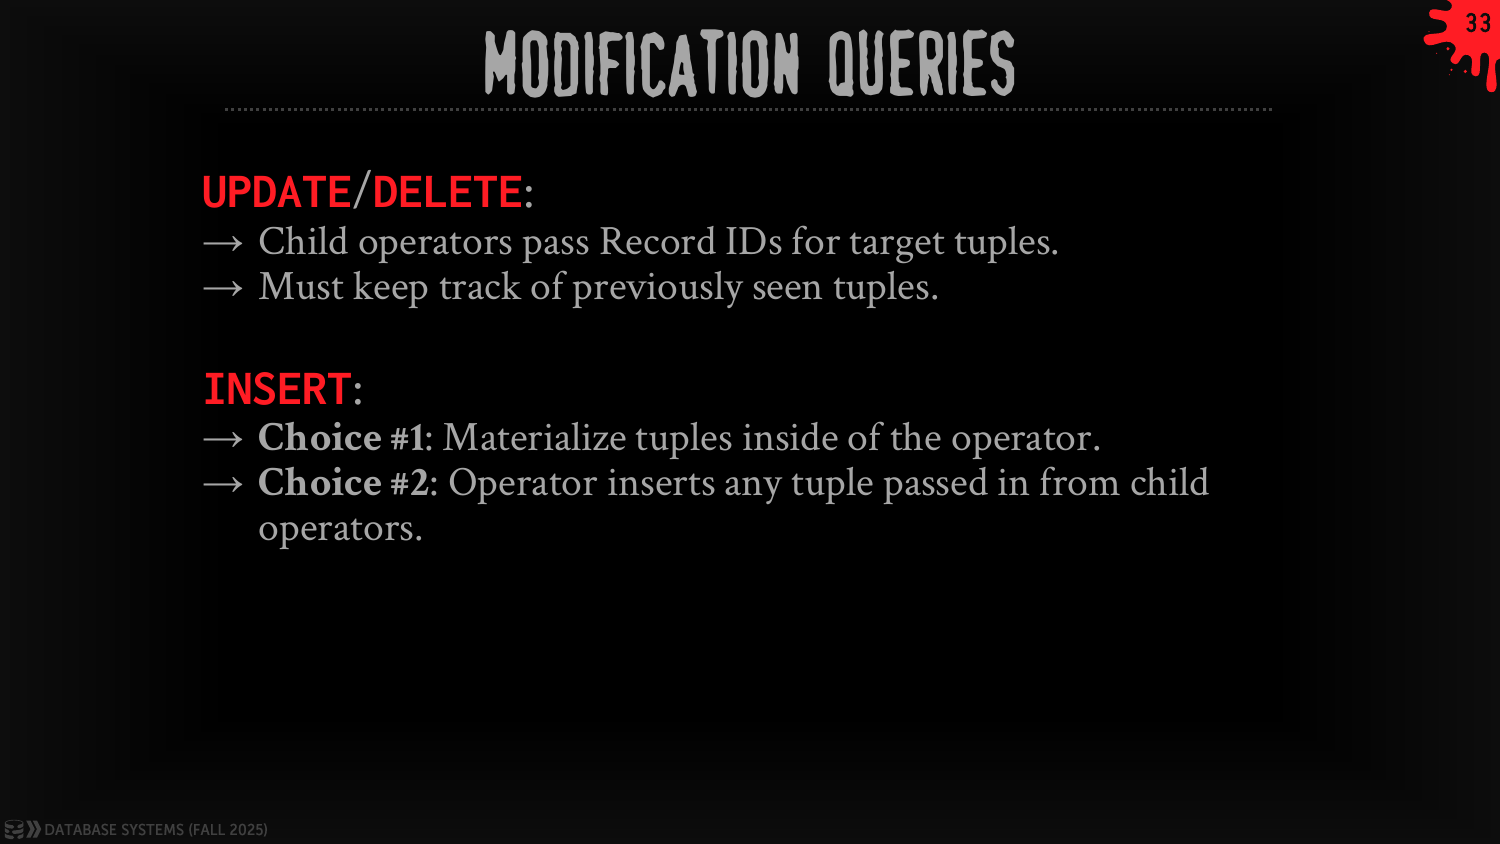 33
MODIFICATION QUERIES
UPDATE/DELETE:
→ Child operators pass Record IDs for target tuples.
→ Must keep track of previously seen tuples.
INSERT:
→ Choice #1: Materialize tuples inside of the operator.
→ Choice #2: Operator inserts any tuple passed in from child
operators.
DATABASE SYSTEMS (FALL 2025)